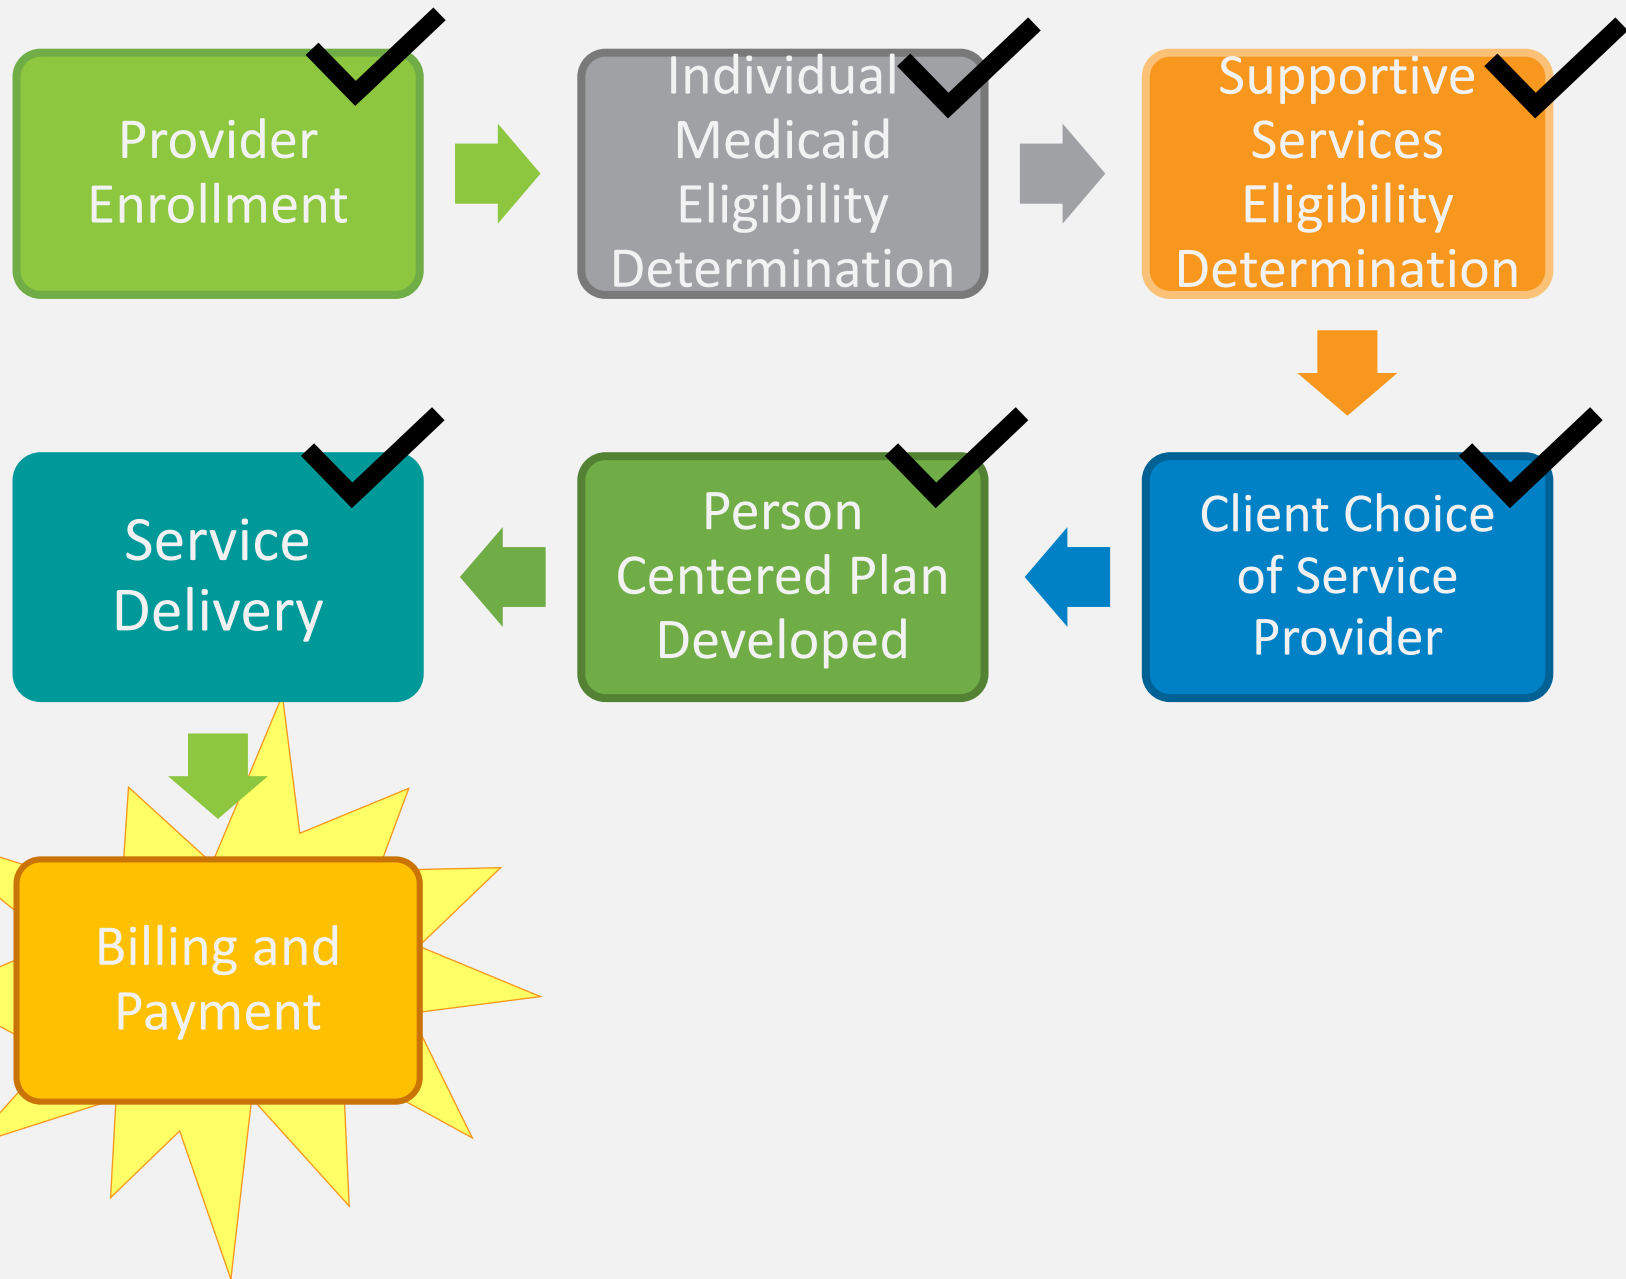 Provider
Enrollment
Individual
Medicaid
Eligibility
Determination
Supportive
Services
Eligibility
Determination
Client Choice
of Service
Provider
Person
Centered Plan
Developed
Service
Delivery
Billing and
Payment